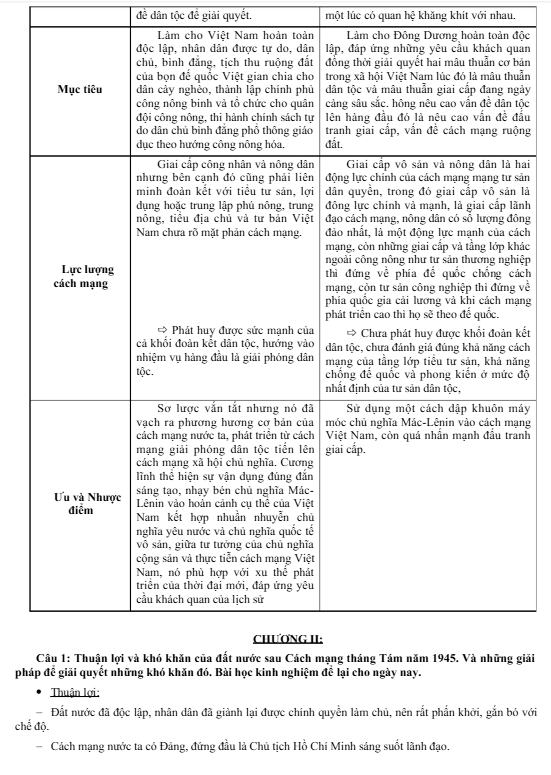 để dân tộc để giải quyết.
một lúc có quan hệ khăng khít với nhau.
Mục tiêu
Làm cho Việt Nam hoàn toàn
độc lập, nhân dân được tự do, dân
chủ, bình đẳng, tịch thu ruộng đất
của bọn đế quốc Việt gian chia cho
dân cày nghèo, thành lập chính phủ
công nông binh và tổ chức cho quân
đội công nông, thi hành chính sách tự
do dân chủ bình đẳng phổ thông giáo
dục theo hướng công nông hóa.
Làm cho Đông Dương hoàn toàn độc
lập, đáp ứng những yêu cầu khách quan
đồng thời giải quyết hai mâu thuẫn cơ bản
trong xã hội Việt Nam lúc đó là mâu thuẫn
dân tộc và mâu thuẫn giai cấp đang ngày
càng sâu sắc. hông nêu cao vấn đề dân tộc
lên hàng đầu đó là nêu cao vấn đề đấu
tranh giai cấp, vấn đề cách mạng ruộng
đất.
Lực lượng
cách mạng
Giai cấp công nhân và nông dân
nhưng bên cạnh đó cũng phải liên
minh đoàn kết với tiểu tư sản, lợi
dụng hoặc trung lập phú nông, trung
nông, tiểu địa chủ và tư bản Việt
Nam chưa rõ mặt phản cách mạng.
⇨ Phát huy được sức mạnh của
cả khối đoàn kết dân tộc, hướng vào
nhiệm vụ hàng đầu là giải phóng dân
tộc.
Giai cấp vô sản và nông dân là hai
động lực chính của cách mạng mạng tư sản
dân quyền, trong đó giai cấp vô sản là
động lực chính và mạnh, là giai cấp lãnh
đạo cách mạng, nông dân có số lượng đông
đảo nhất, là một động lực mạnh của cách
mạng, còn những giai cấp và tầng lớp khác
ngoài công nông như tư sản thương nghiệp
thì đứng về phía đế quốc chống cách
mạng, còn tư sản công nghiệp thì đứng về
phía quốc gia cải lương và khi cách mạng
phát triển cao thì họ sẽ theo đế quốc.
⇨ Chưa phát huy được khối đoàn kết
dân tộc, chưa đánh giá đúng khả năng cách
mạng của tầng lớp tiểu tư sản, khả năng
chống đế quốc và phong kiến ở mức độ
nhất định của tư sản dân tộc,
Ưu và Nhược
điểm
Sơ lược vắn tắt nhưng nó đã
vạch ra phương hương cơ bản của
cách mạng nước ta, phát triển từ cách
mạng giải phóng dân tộc tiến lên
cách mạng xã hội chủ nghĩa. Cương
lĩnh thể hiện sự vận dụng đúng đắn
sáng tạo, nhạy bén chủ nghĩa Mác-
Lênin vào hoàn cảnh cụ thể của Việt
Nam kết hợp nhuần nhuyễn chủ
nghĩa yêu nước và chủ nghĩa quốc tế
vô sản, giữa tư tưởng của chủ nghĩa
cộng sản và thực tiễn cách mạng Việt
Nam, nó phù hợp với xu thế phát
triển của thời đại mới, đáp ứng yêu
cầu khách quan của lịch sử
Sử dụng một cách dập khuôn máy
móc chủ nghĩa Mác-Lênin vào cách mạng
Việt Nam, còn quá nhấn mạnh đấu tranh
giai cấp.
CHƯƠNG II:
Câu 1: Thuận lợi và khó khăn của đất nước sau Cách mạng tháng Tám năm 1945. Và những giải
pháp để giải quyết những khó khăn đó. Bài học kinh nghiệm để lại cho ngày nay.
• Thuận lợi:
− Đất nước đã độc lập, nhân dân đã giành lại được chính quyền làm chủ, nên rất phấn khởi, gắn bó với
chế độ.
− Cách mạng nước ta có Đảng, đứng đầu là Chủ tịch Hồ Chí Minh sáng suốt lãnh đạo.